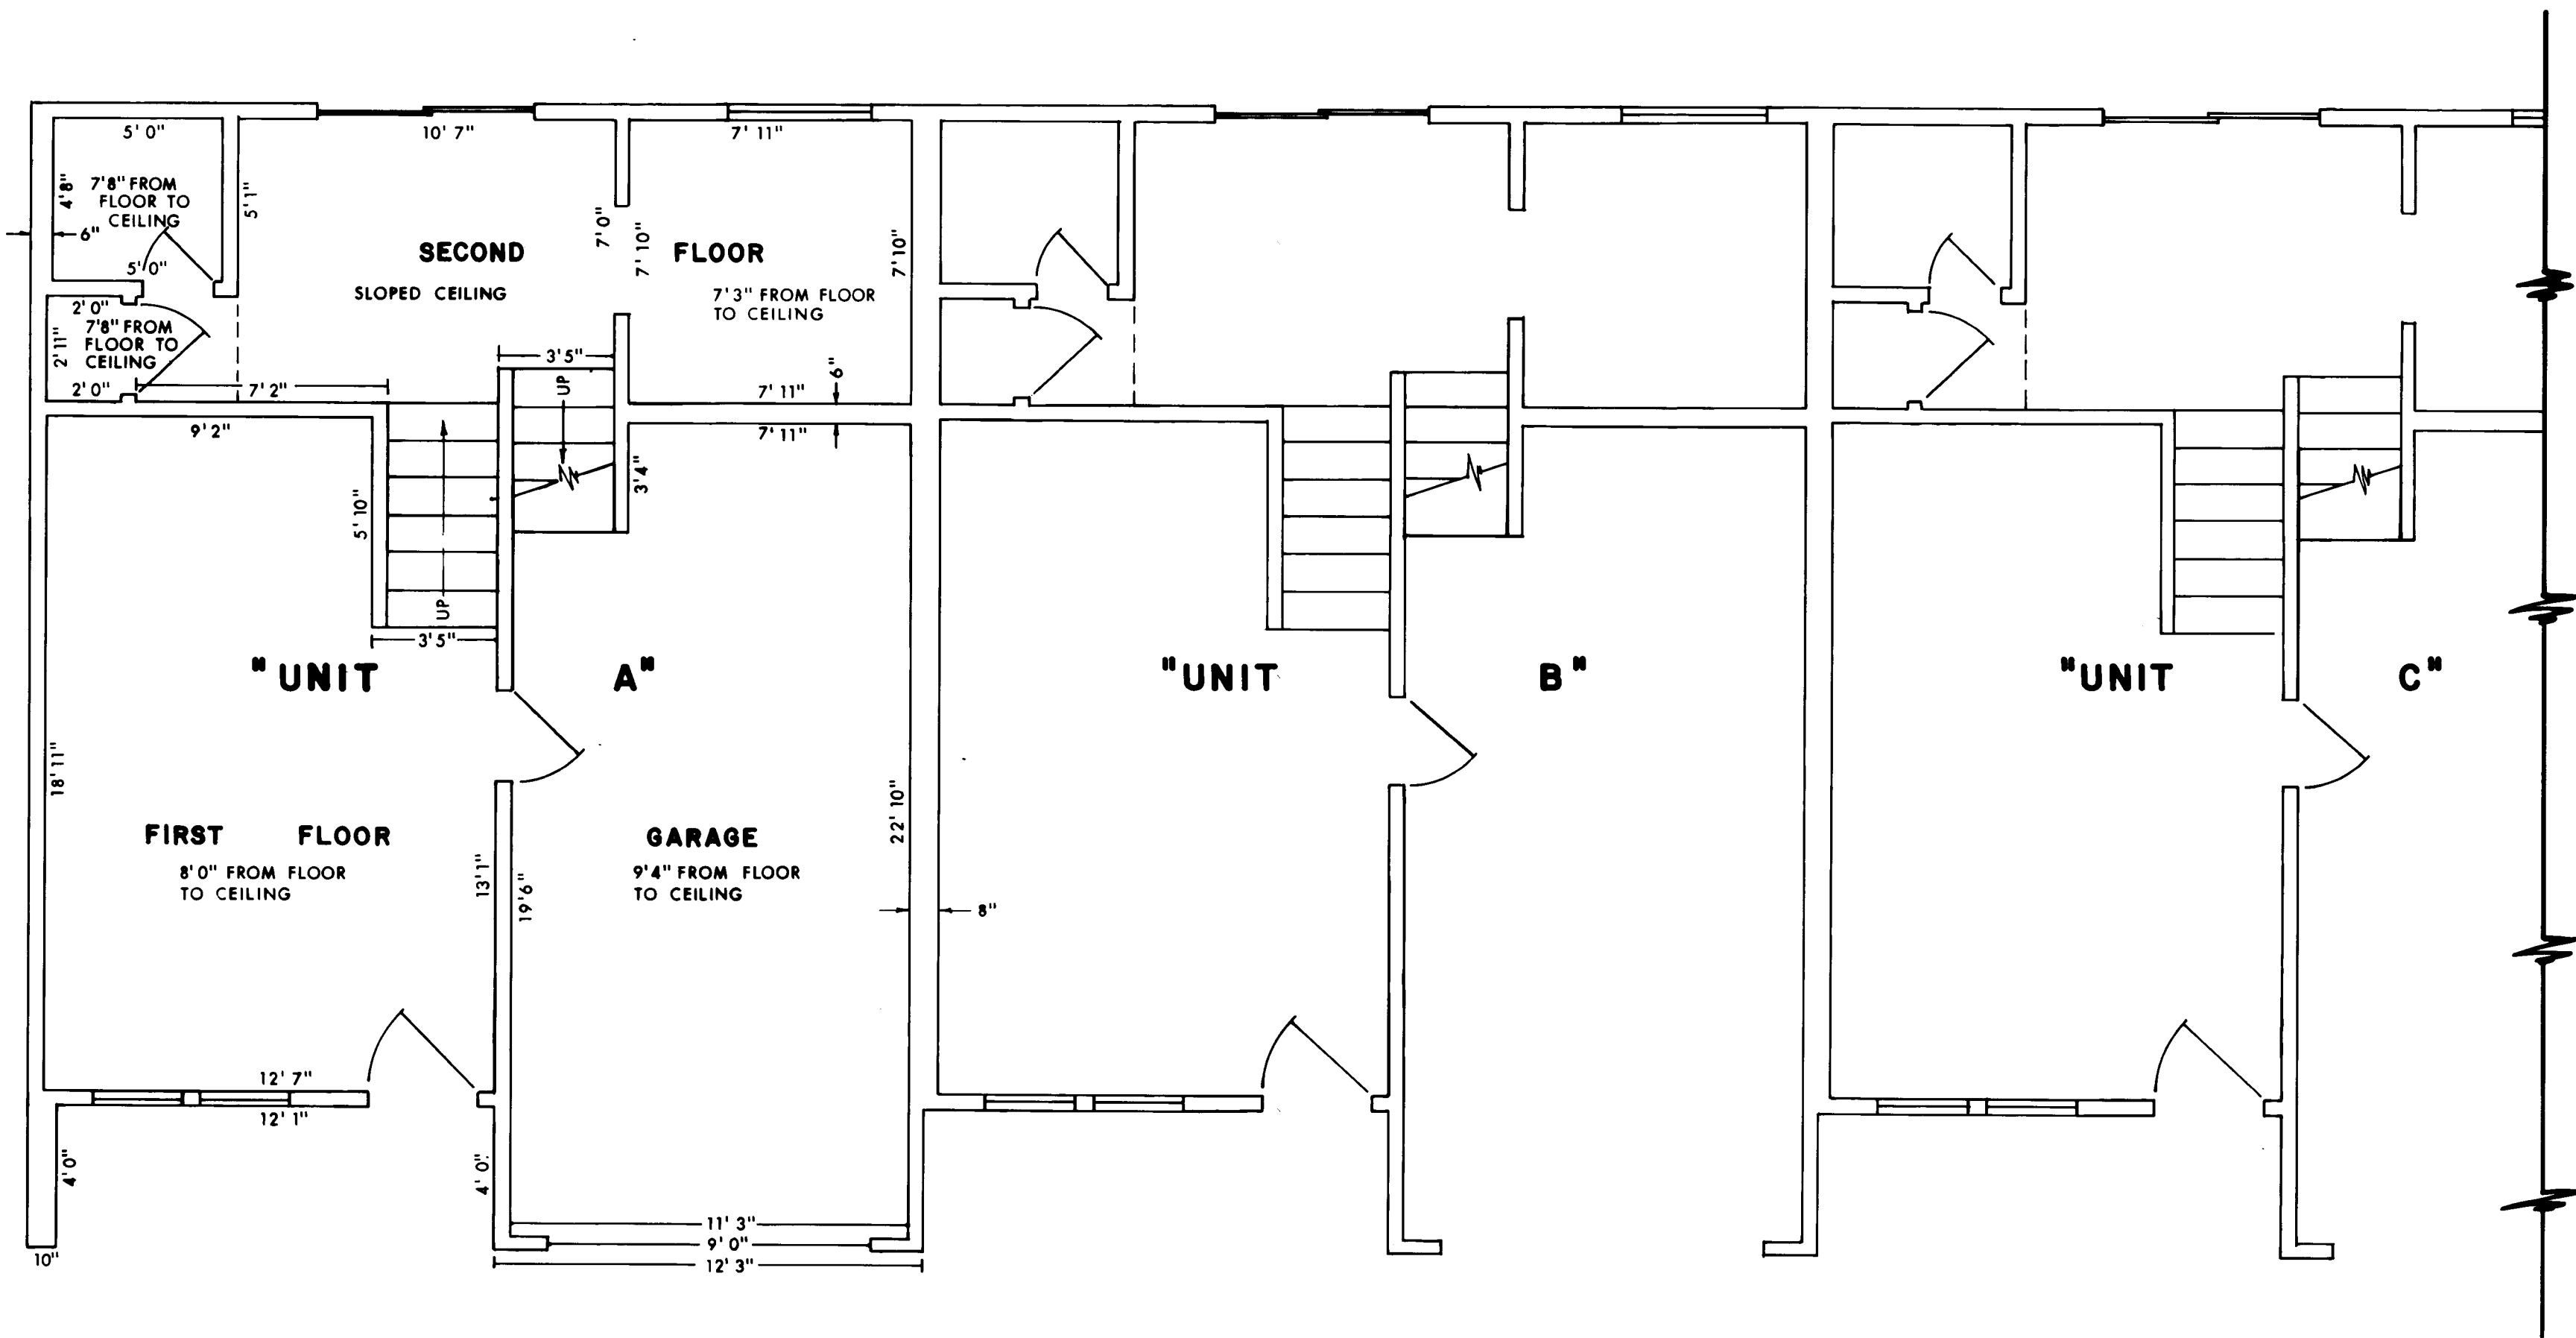 5' 0"
10' 7"
7' 11"
4'8"
7'8" FROM
FLOOR TO
CEILING
5' 1"
6"
5' 0"
7' 0"
7' 10"
7' 10"
SECOND FLOOR
SLOPED CEILING
7'3" FROM FLOOR
TO CEILING
2' 0"
7'8" FROM
FLOOR TO
CEILING
2' 11"
2' 0"
7' 2"
3' 5"
UP
7' 11"
6"
9' 2"
7' 11"
3' 4"
5' 10"
UP
3' 5"
"UNIT A"
"UNIT B"
"UNIT C"
18' 11"
FIRST FLOOR
8'0" FROM FLOOR
TO CEILING
GARAGE
9'4" FROM FLOOR
TO CEILING
22' 10"
13' 1"
19' 6"
8"
12' 7"
12' 1"
4' 0"
4' 0"
11' 3"
9' 0"
12' 3"
10"